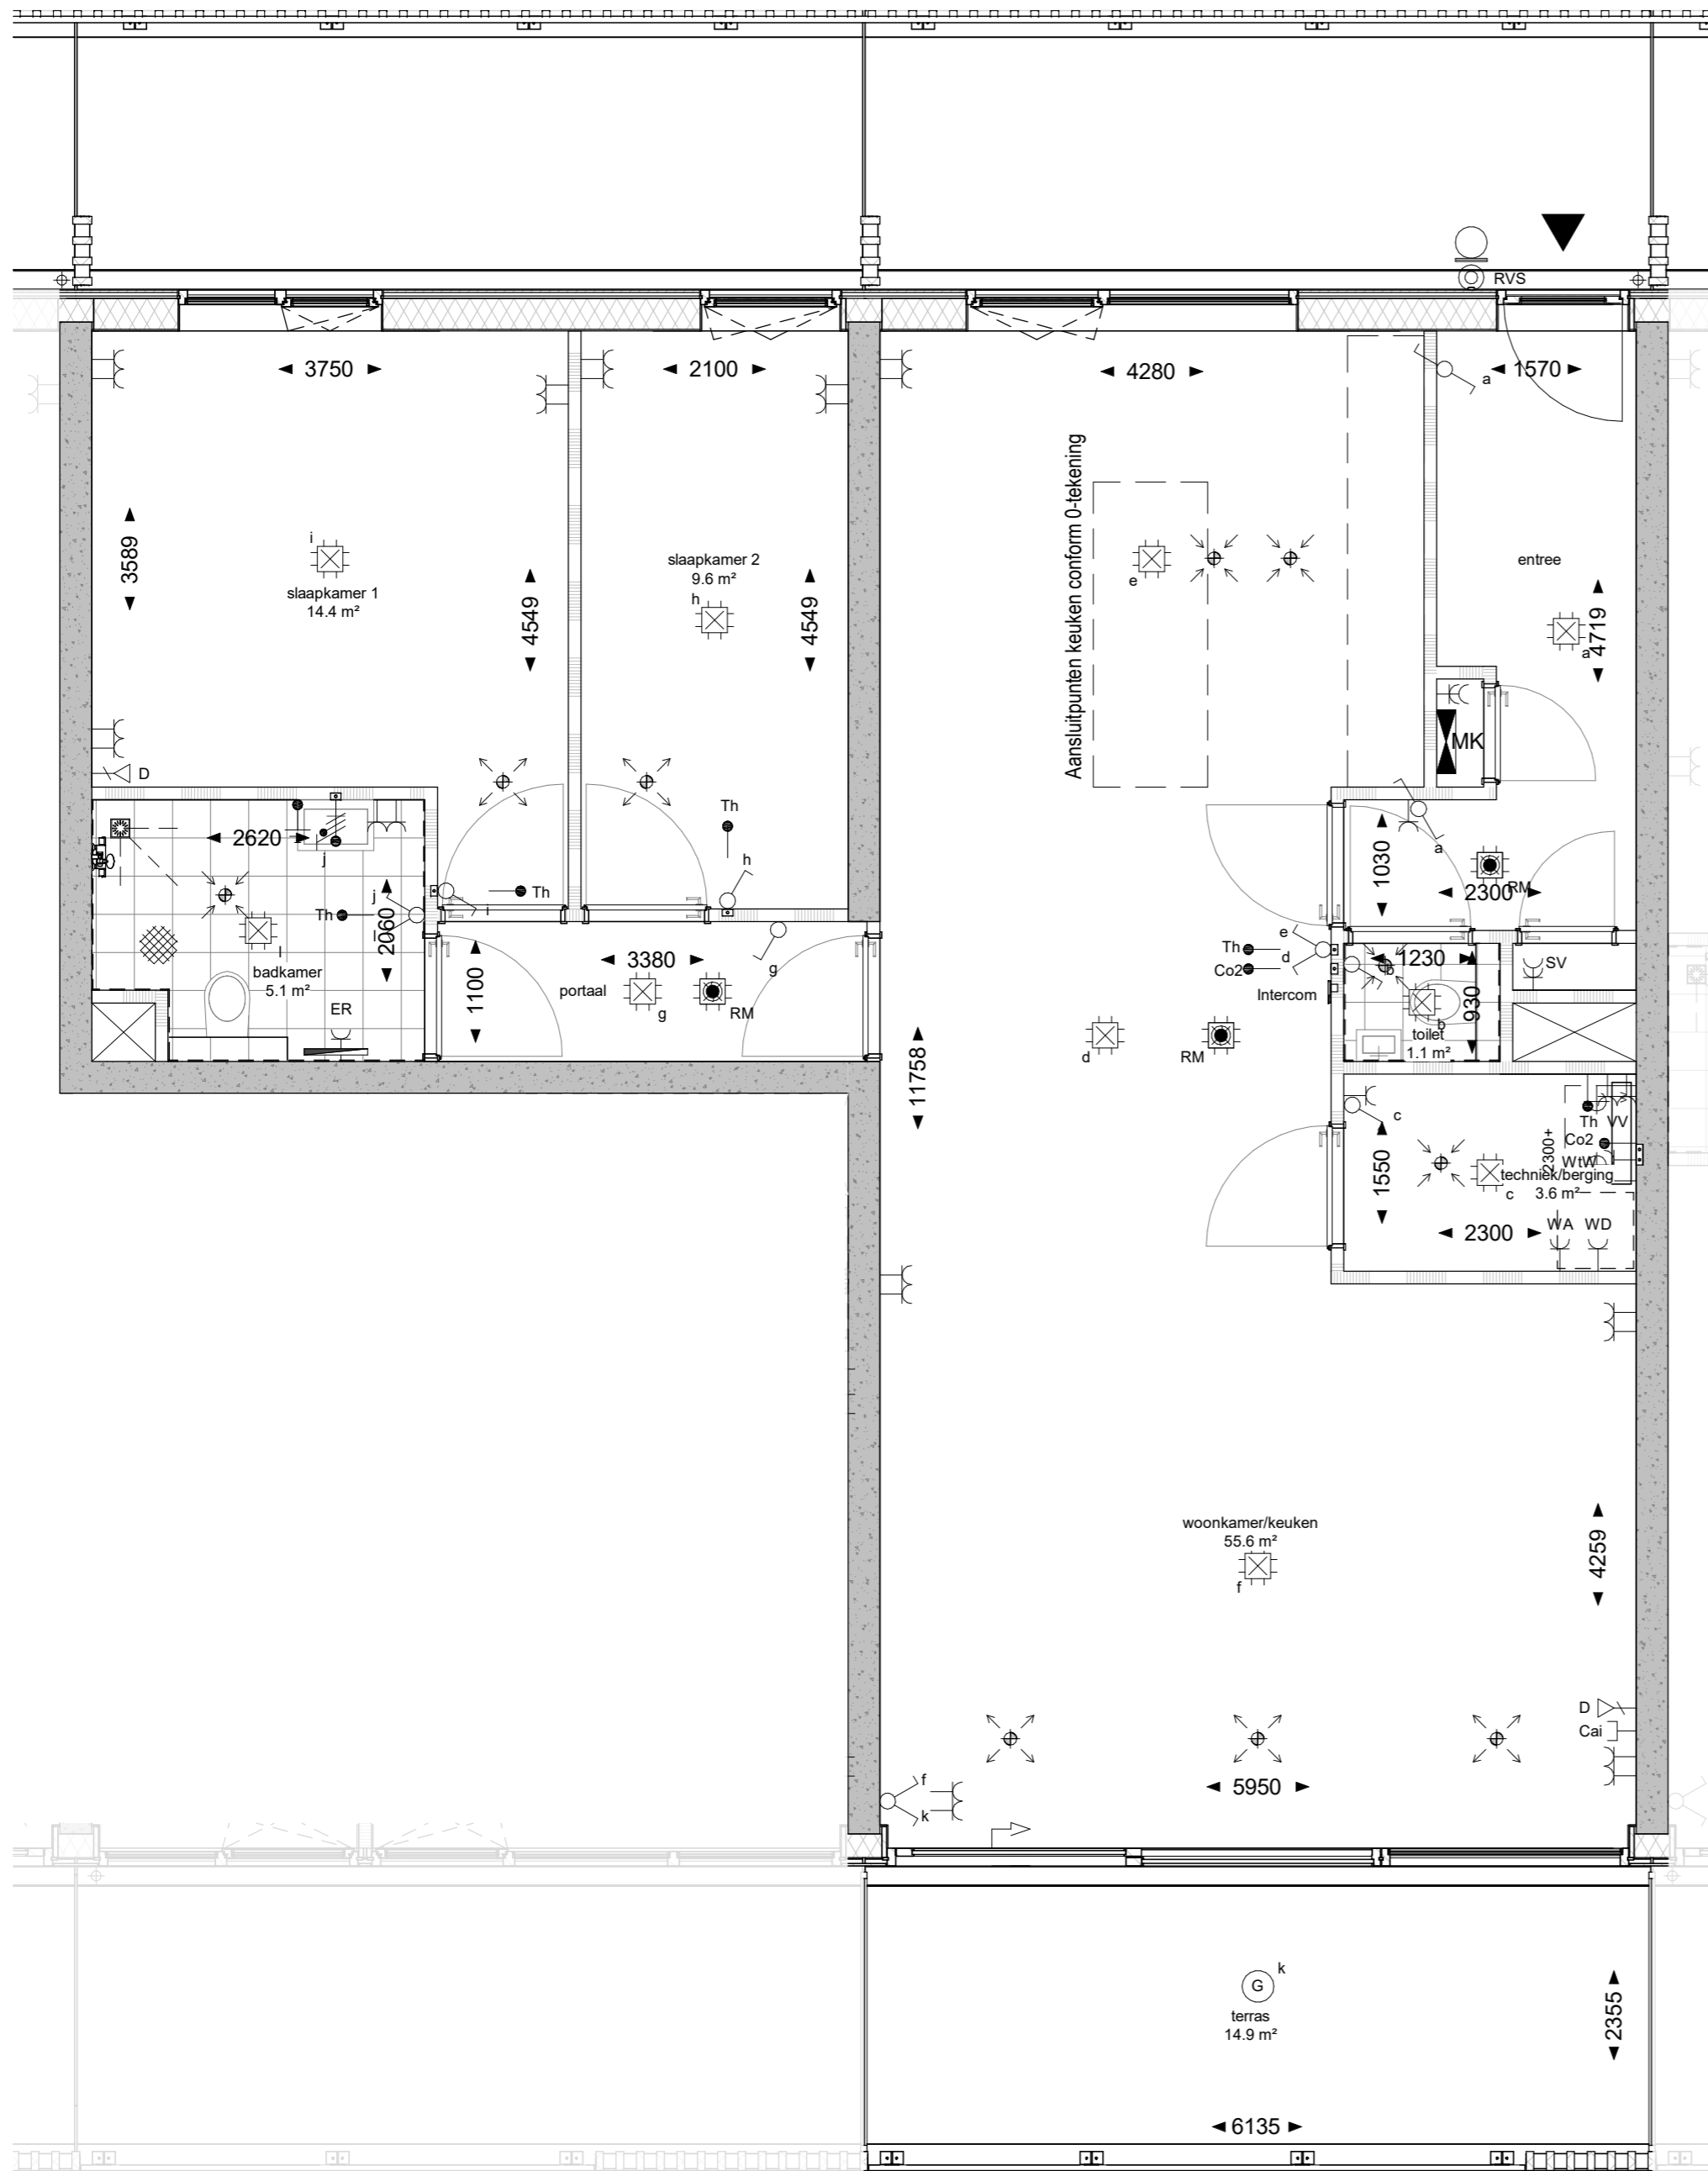 RVS
3750
2100
4280
a
1570
Aansluitpunten keuken conform 0-tekening
3589
i
slaapkamer 1
14.4 m²
4549
slaapkamer 2
9.6 m²
h
4549
e
entree
a
4719
MK
D
2620
j
Th
h
Th
i
j
Th
l
2060
l
badkamer
5.1 m²
ER
1100
portaal
3380
g
g
RM
a
1030
2300
RM
e
d
Th
Co2
Intercom
1230
b
930
b
toilet
1.1 m²
SV
d
RM
11758
c
1550
Th
VV
Co2
2300+
WtW
techniek/berging
3.6 m²
c
2300
WA
WD
woonkamer/keuken
55.6 m²
f
4259
D
Cai
5950
f
k
G
k
terras
14.9 m²
2355
6135